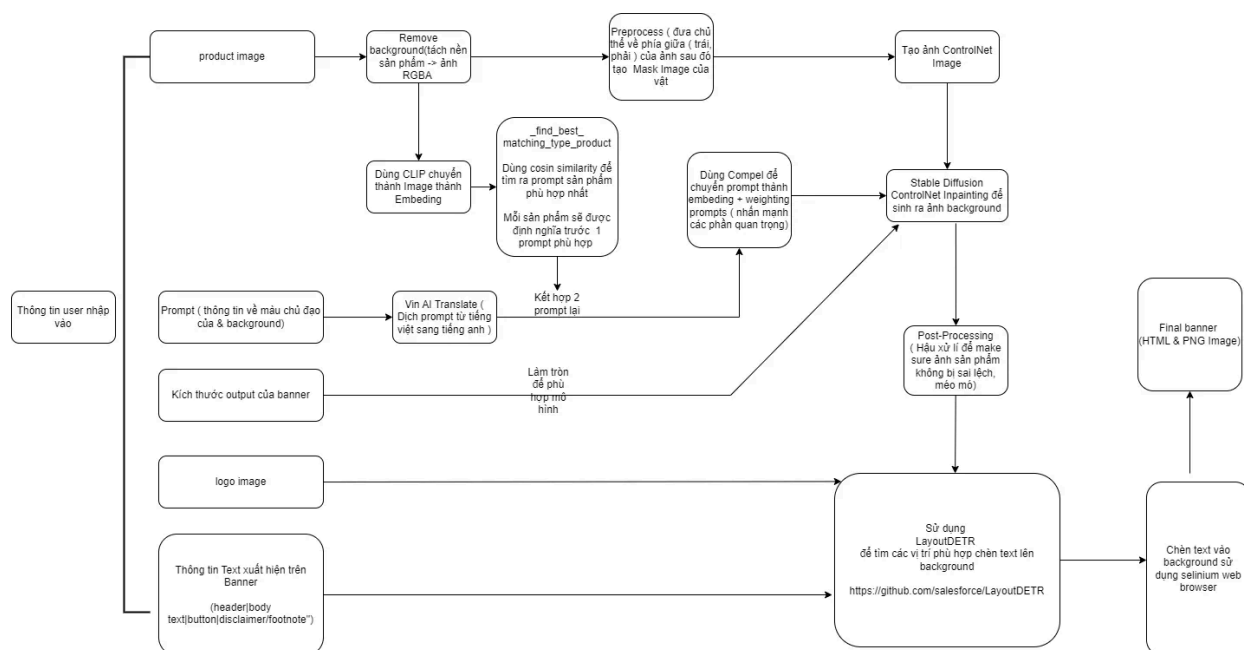 product image
Remove
background(tách nền
sản phẩm -> ảnh
RGBA
Preprocess ( đưa chủ
thể về phía giữa ( trái,
phải ) của ảnh sau đó
tạo Mask Image của
vật
Tạo ảnh ControlNet
Image
_find_best_
matching_type_product
Dùng cosin similarity để
tìm ra prompt sản phẩm
phù hợp nhất
Mỗi sản phẩm sẽ được
định nghĩa trước 1
prompt phù hợp
Dùng CLIP chuyển
thành Image thành
Embeding
Dùng Compel để
chuyển prompt thành
embeding + weighting
prompts ( nhấn mạnh
các phần quan trọng)
Stable Diffusion
ControlNet Inpainting để
sinh ra ảnh background
Thông tin user nhập
vào
Prompt ( thông tin về màu chủ đạo
của & background)
Vin AI Translate (
Dịch prompt từ tiếng
việt sang tiếng anh )
Kết hợp 2
prompt lại
Post-Processing
( Hậu xử lí để make
sure ảnh sản phẩm
không bị sai lệch,
méo mó)
Final banner
(HTML & PNG Image)
Kích thước output của banner
Làm tròn
để phù
hợp mô
hình
logo image
Sử dụng
LayoutDETR
để tìm các vị trí phù hợp chèn text lên
background
https://github.com/salesforce/LayoutDETR
Chèn text vào
background sử
dụng selinium web
browser
Thông tin Text xuất hiện trên
Banner
(header|body
text|button|disclaimer/footnote")